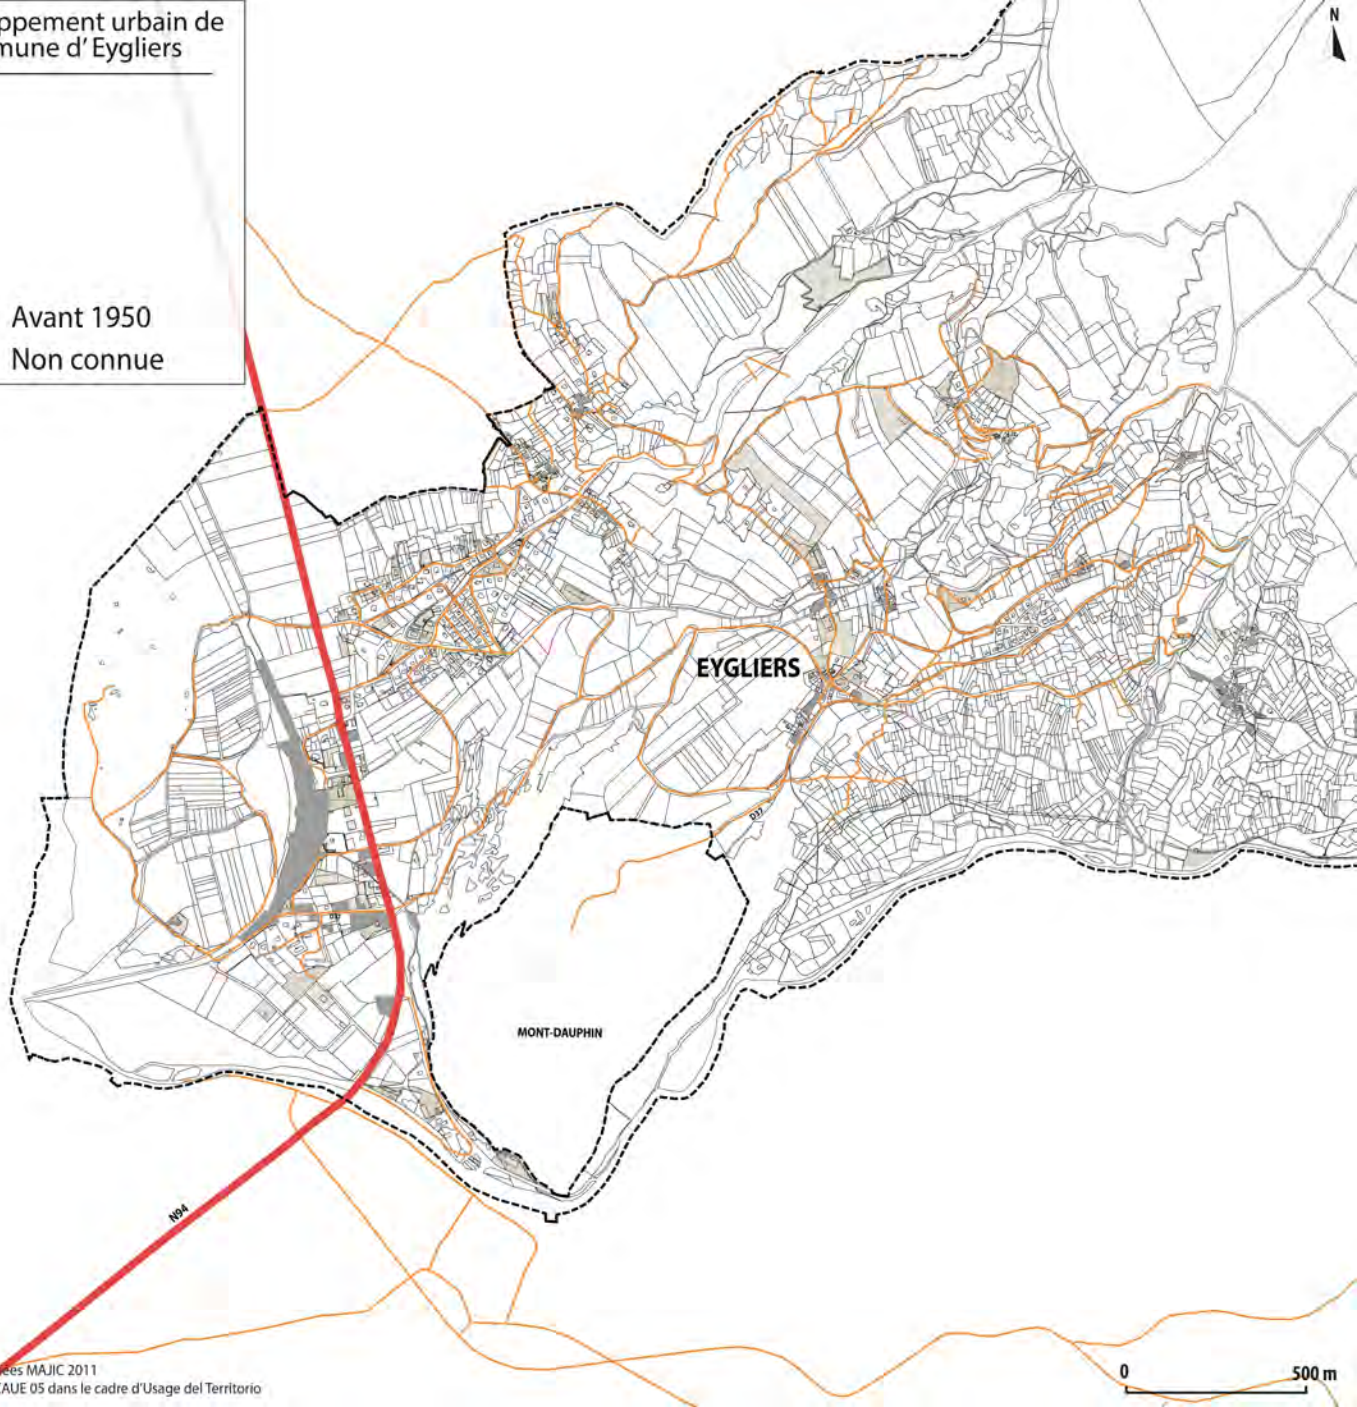 ppement urbain de
mune d' Eygliers
N
Avant 1950
Non connue
EYGLIERS
D37
MONT-DAUPHIN
N94
ées MAJIC 2011
CAUE 05 dans le cadre d'Usage del Territorio
0 500 m